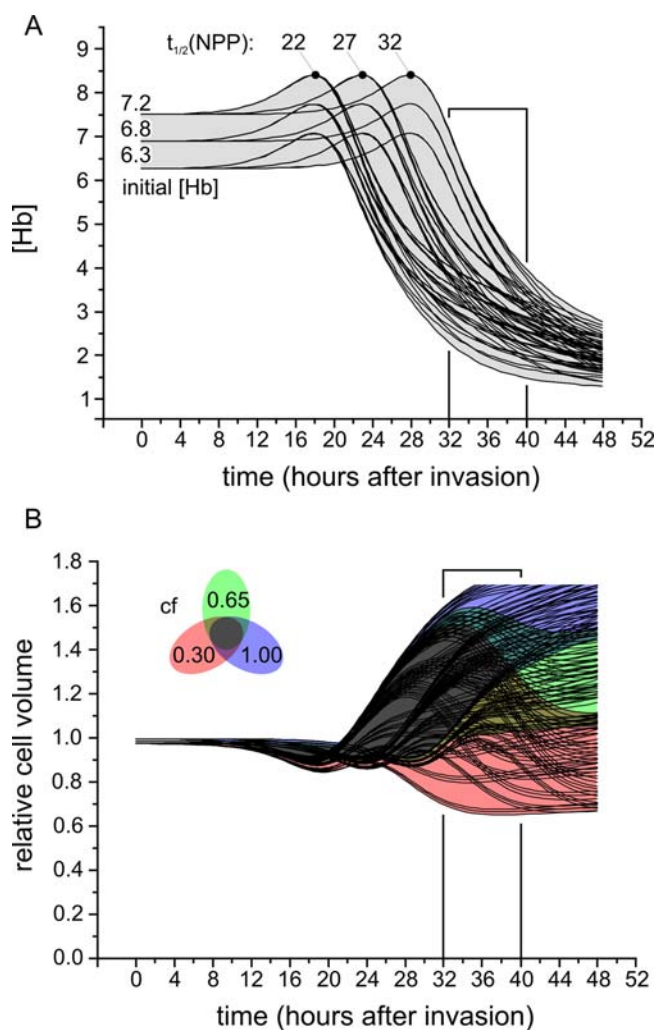 A
t1/2(NPP): 22 27 32
9
8
7
6
5
4
3
2
1
[Hb]
7.2
6.8
6.3
initial [Hb]
0 4 8 12 16 20 24 28 32 36 40 44 48 52
time (hours after invasion)
B
1.8
1.6
1.4
1.2
1.0
0.8
0.6
0.4
0.2
0.0
relative cell volume
cf
0.65
0.30 1.00
0 4 8 12 16 20 24 28 32 36 40 44 48 52
time (hours after invasion)